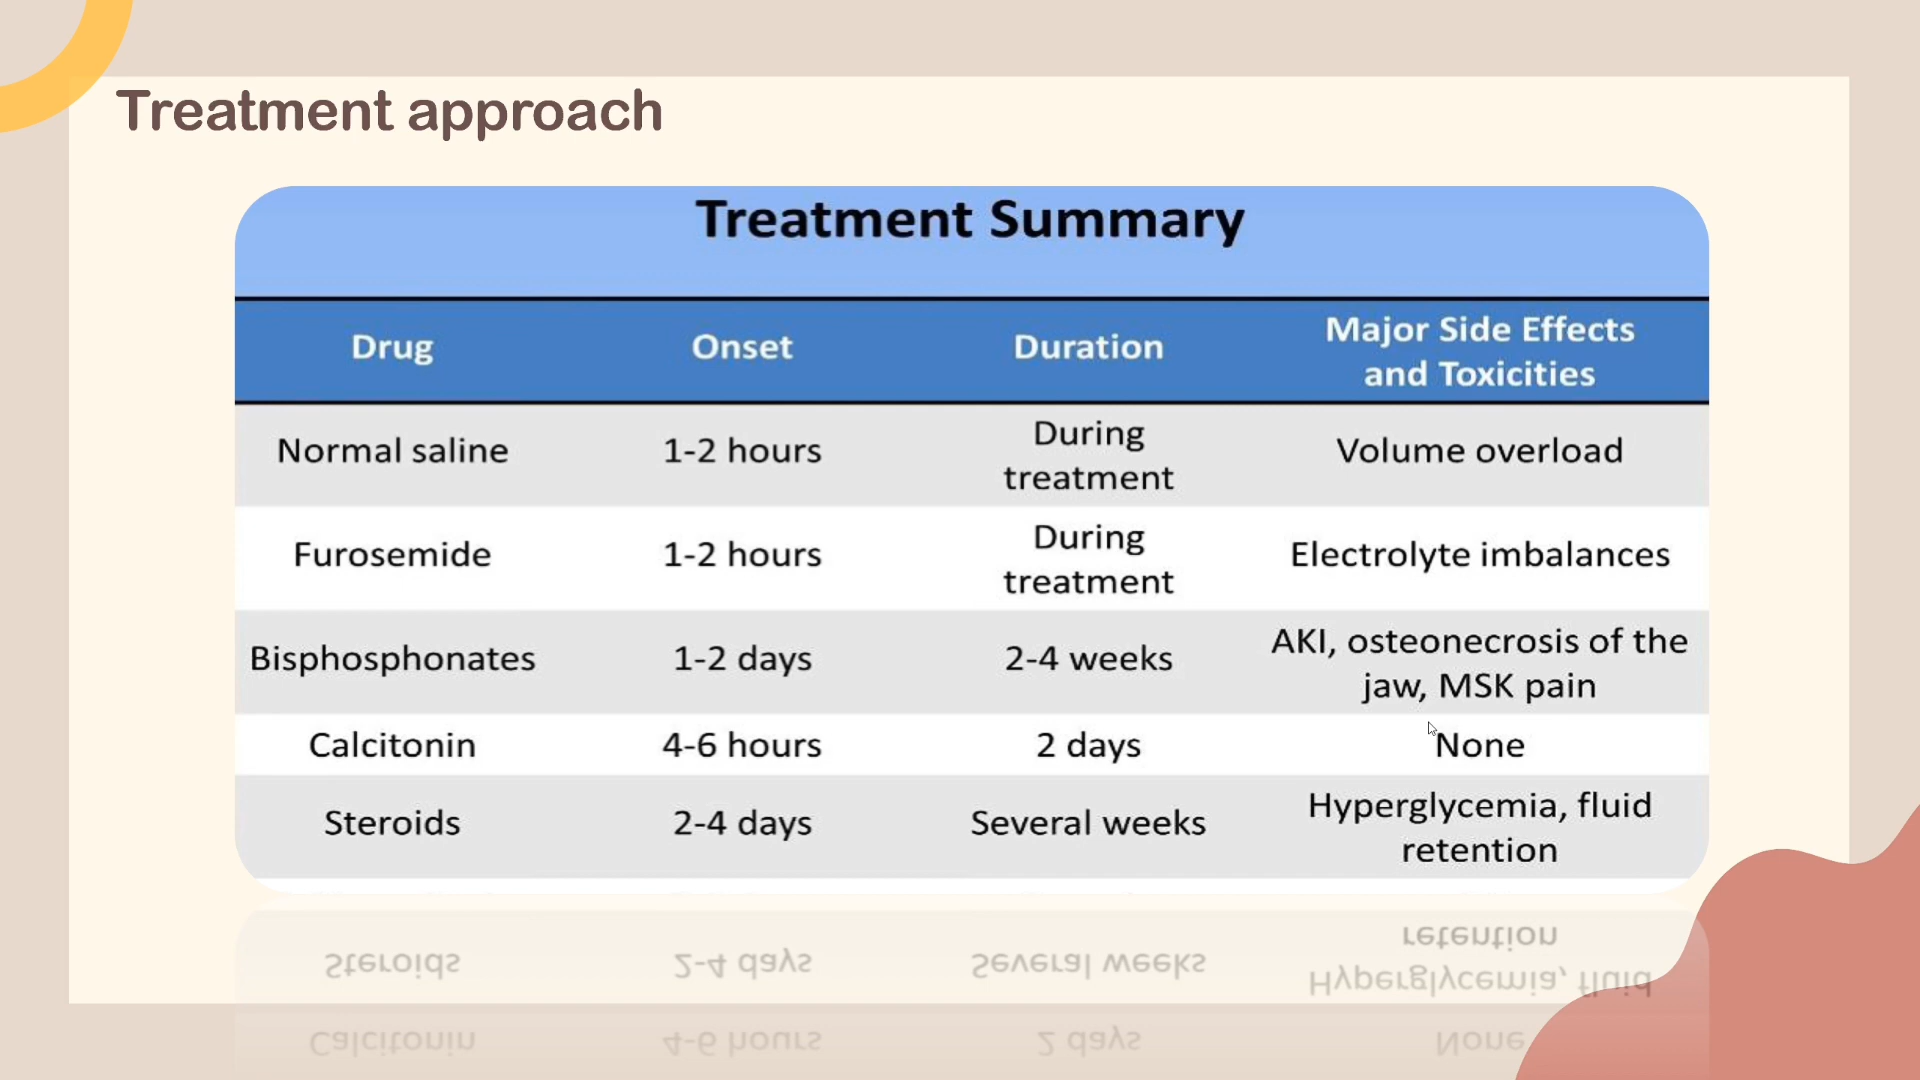 Treatment approach
Treatment Summary
Drug Onset Duration Major Side Effects and Toxicities
Normal saline 1-2 hours During treatment Volume overload
Furosemide 1-2 hours During treatment Electrolyte imbalances
Bisphosphonates 1-2 days 2-4 weeks AKI, osteonecrosis of the jaw, MSK pain
Calcitonin 4-6 hours 2 days None
Steroids 2-4 days Several weeks Hyperglycemia, fluid retention